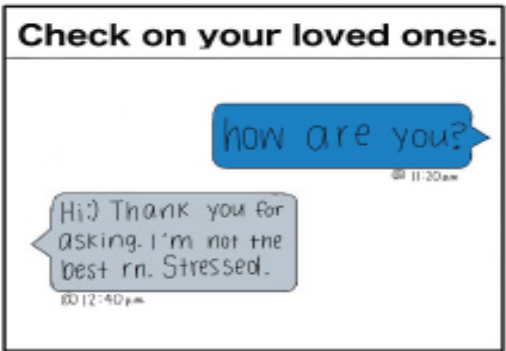 Check on your loved ones.
how are you?
@ 11:20am
Hi:) Thank you for
asking. I'm not the
best rn. Stressed.
@12:40pm